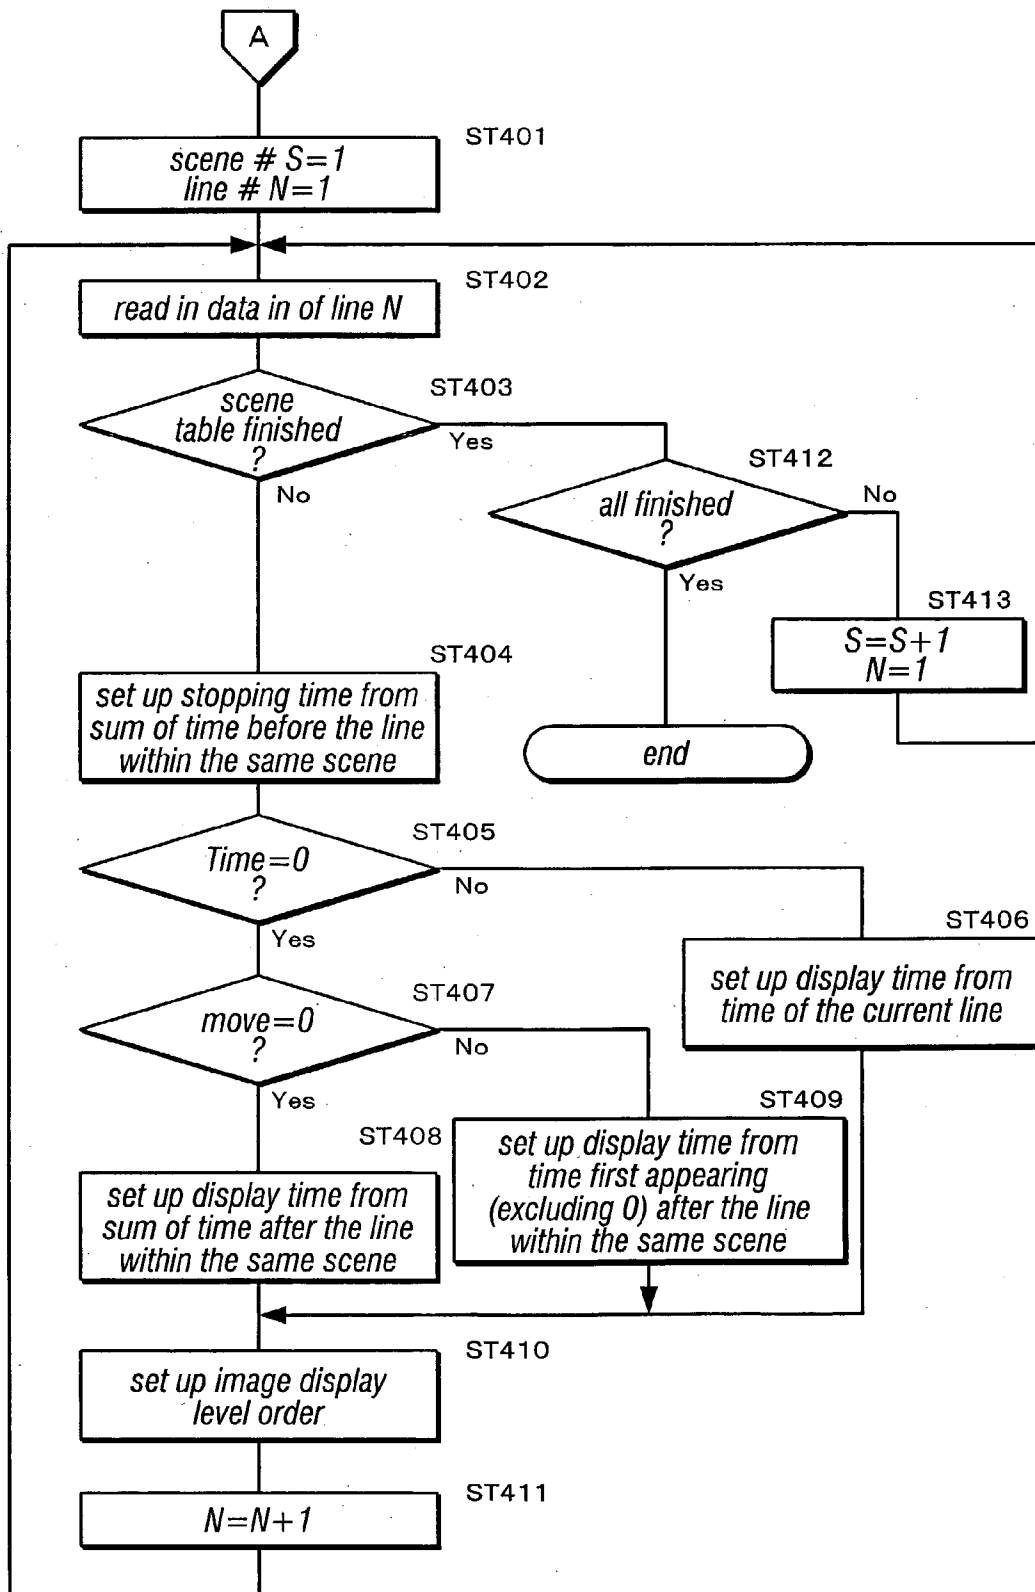 A
ST401
scene # S=1
line # N=1
ST402
read in data in of line N
ST403
scene
table finished
?
Yes
No
ST412
all finished
?
No
Yes
ST413
S=S+1
N=1
end
ST404
set up stopping time from
sum of time before the line
within the same scene
ST405
Time=0
?
No
Yes
ST406
set up display time from
time of the current line
ST407
move=0
?
No
Yes
ST408
set up display time from
sum of time after the line
within the same scene
ST409
set up display time from
time first appearing
(excluding 0) after the line
within the same scene
ST410
set up image display
level order
ST411
N=N+1